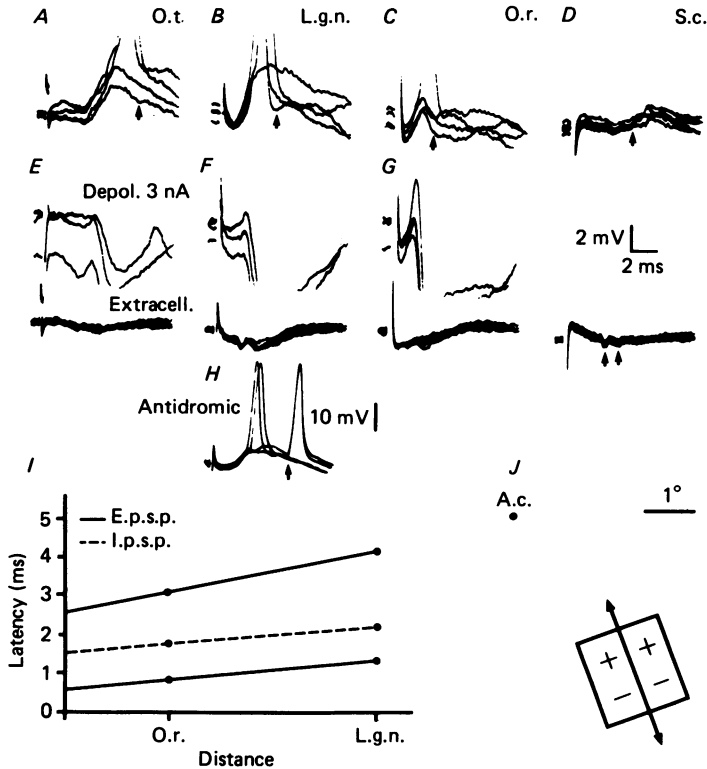 A O.t.
B L.g.n.
C O.r.
D S.c.
E Depol. 3 nA
F
G
2 mV
2 ms
Extracell.
H
Antidromic
10 mV
I
J
A.c.
1°
E.p.s.p.
I.p.s.p.
Latency (ms)
5
4
3
2
1
0
O.r.
L.g.n.
Distance
+ +
− −